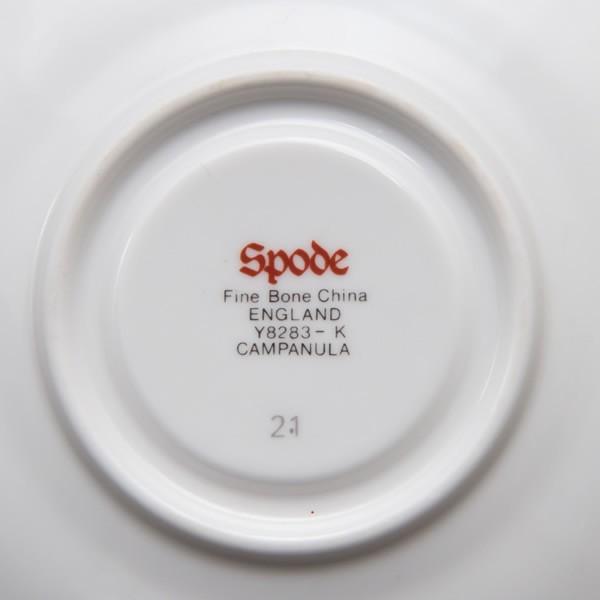 Spode
Fine Bone China
ENGLAND
Y8283-K
CAMPANULA
21